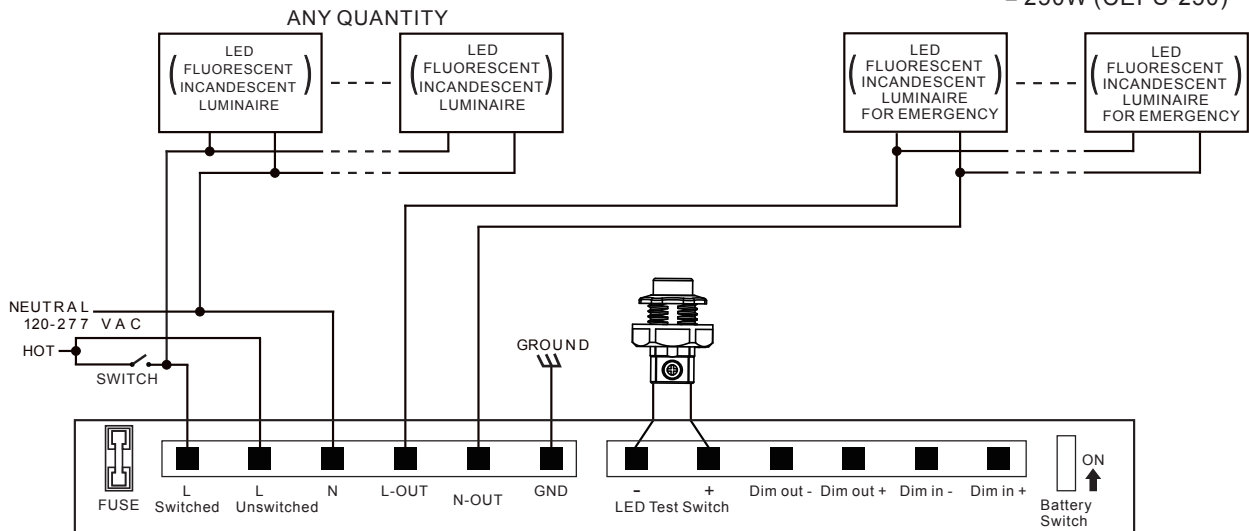 ANY QUANTITY
LED
FLUORESCENT
INCANDESCENT
LUMINAIRE
LED
FLUORESCENT
INCANDESCENT
LUMINAIRE
LED
FLUORESCENT
INCANDESCENT
LUMINAIRE
FOR EMERGENCY
LED
FLUORESCENT
INCANDESCENT
LUMINAIRE
FOR EMERGENCY
NEUTRAL
120-277 VAC
HOT
SWITCH
GROUND
FUSE
L
Switched
L
Unswitched
N
L-OUT
N-OUT
GND
-
+
LED Test Switch
Dim out -
Dim out +
Dim in -
Dim in +
ON
Battery
Switch